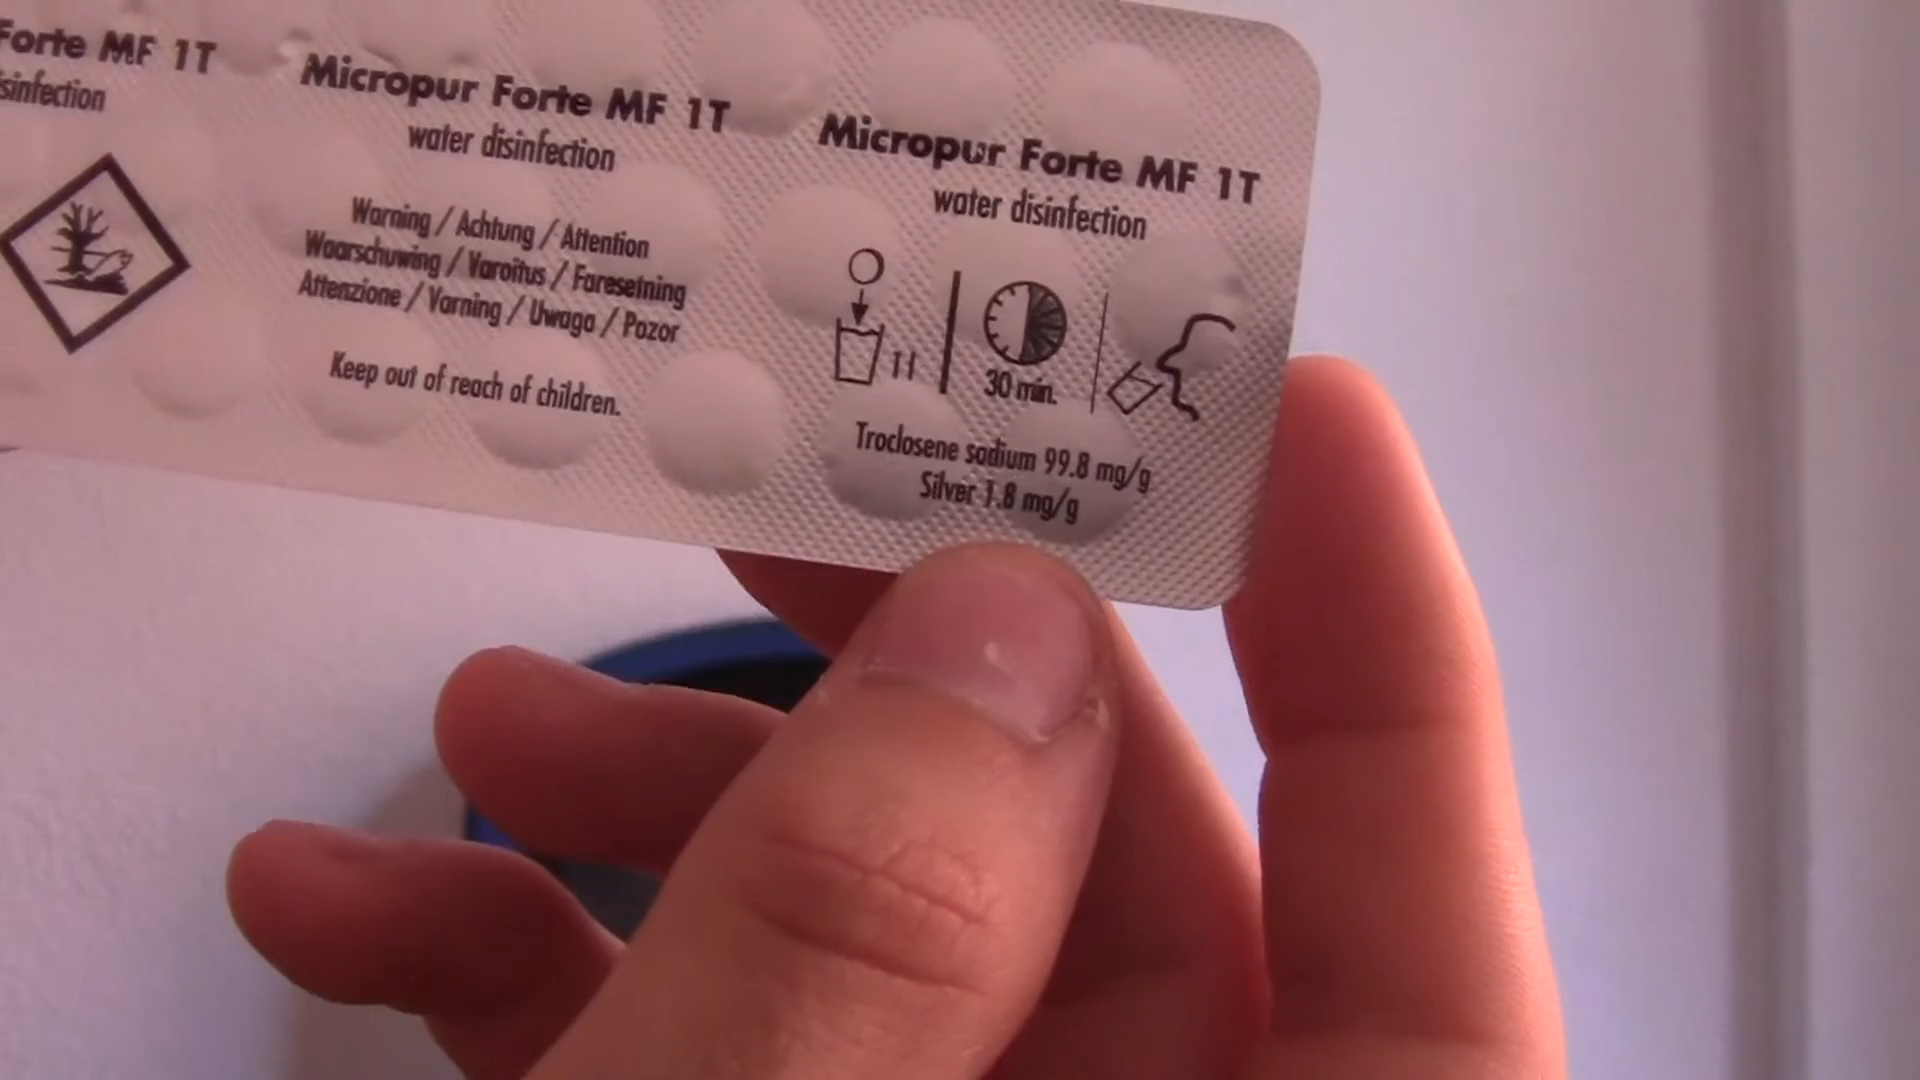 Forte MF 1T
sinfection
Micropur Forte MF 1T
water disinfection
Warning / Achtung / Attention
Waarschuwing / Varoitus / Faresetning
Attenzione / Varning / Uwaga / Pozor
Keep out of reach of children.
Micropur Forte MF 1T
water disinfection
1 l
30 min.
Troclosene sodium 99.8 mg/g
Silver 1.8 mg/g